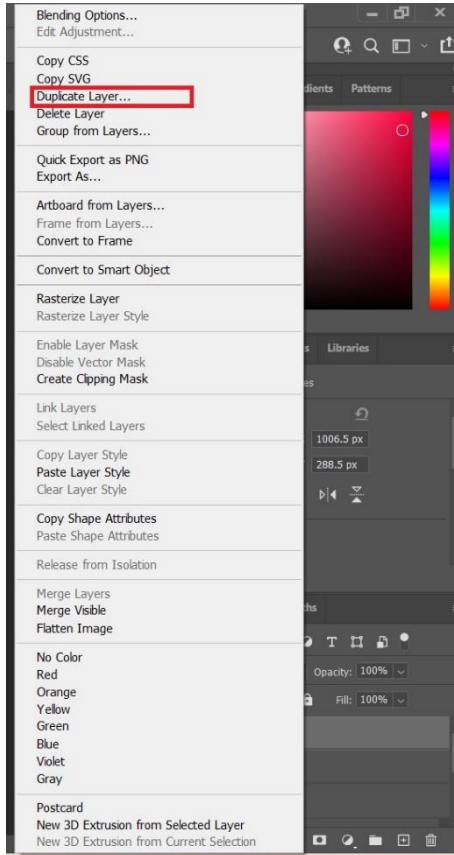 Blending Options...
Edit Adjustment...
Copy CSS
Copy SVG
Duplicate Layer...
Delete Layer
Group from Layers...
Quick Export as PNG
Export As...
Artboard from Layers...
Frame from Layers...
Convert to Frame
Convert to Smart Object
Rasterize Layer
Rasterize Layer Style
Enable Layer Mask
Disable Vector Mask
Create Clipping Mask
Link Layers
Select Linked Layers
Copy Layer Style
Paste Layer Style
Clear Layer Style
Copy Shape Attributes
Paste Shape Attributes
Release from Isolation
Merge Layers
Merge Visible
Flatten Image
No Color
Red
Orange
Yellow
Green
Blue
Violet
Gray
Postcard
New 3D Extrusion from Selected Layer
New 3D Extrusion from Current Selection
dients Patterns
s Libraries
es
1006.5 px
288.5 px
ths
Opacity: 100%
Fill: 100%